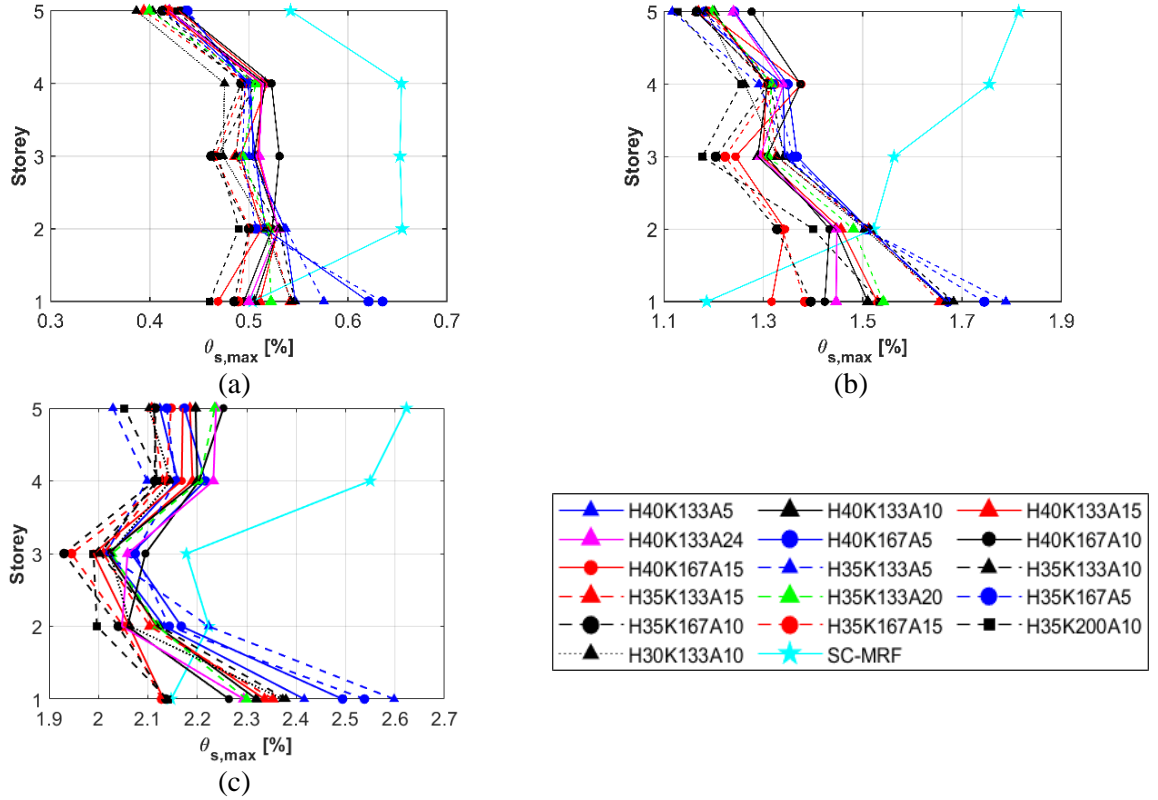 5
4
3
2
1
Storey
0.3 0.4 0.5 0.6 0.7
θs,max [%]
(a)
5
4
3
2
1
Storey
1.1 1.3 1.5 1.7 1.9
θs,max [%]
(b)
5
4
3
2
1
Storey
1.9 2 2.1 2.2 2.3 2.4 2.5 2.6 2.7
θs,max [%]
(c)
H40K133A5 H40K133A10 H40K133A15
H40K133A24 H40K167A5 H40K167A10
H40K167A15 H35K133A5 H35K133A10
H35K133A15 H35K133A20 H35K167A5
H35K167A10 H35K167A15 H35K200A10
H30K133A10 SC-MRF